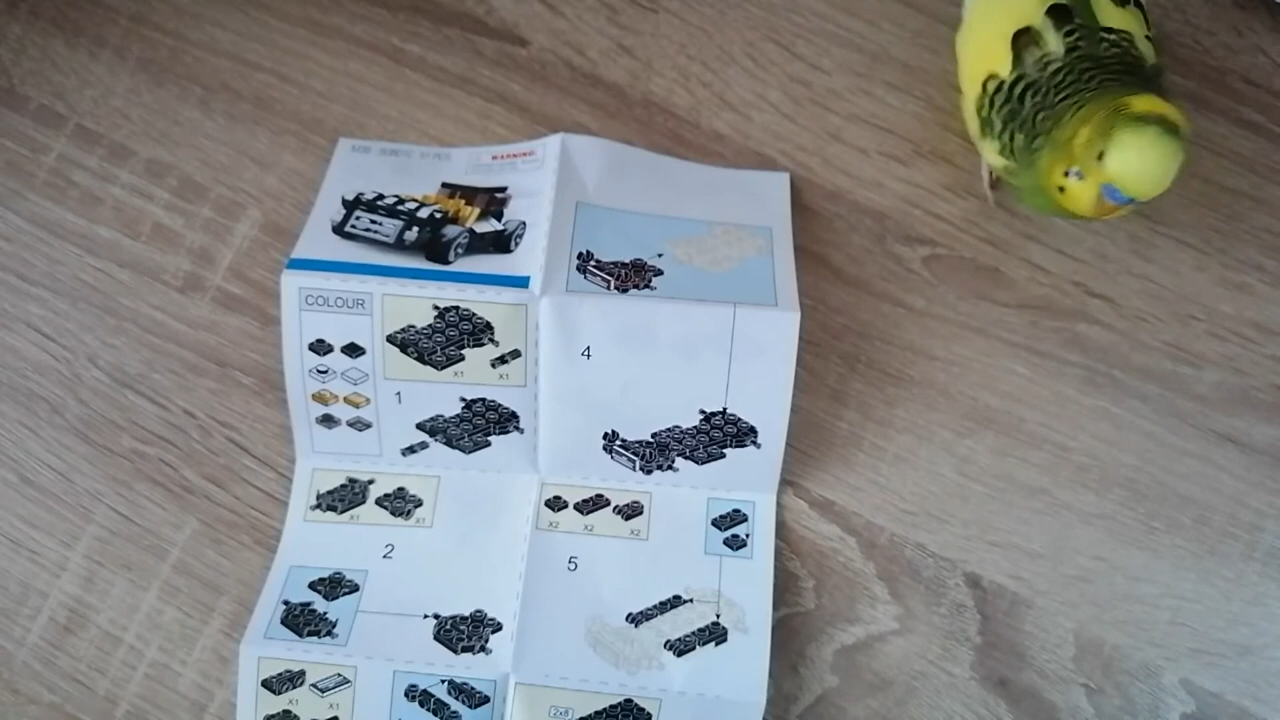 WARNING:
COLOUR
X1 X1
1
4
X1 X1
2
X2 X2 X2
5
X1 X1
2x8